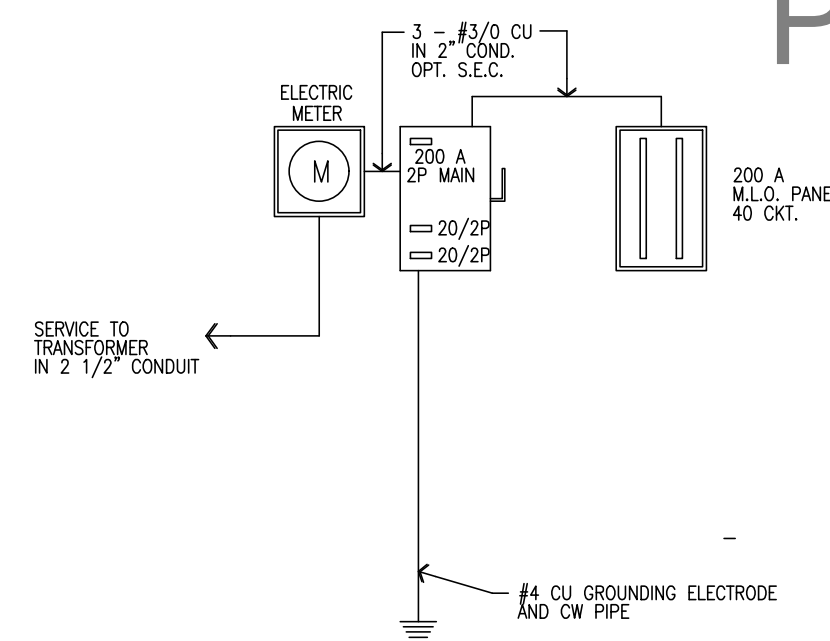 3 - #3/0 CU
IN 2" COND.
OPT. S.E.C.
ELECTRIC
METER
M
200 A
2P MAIN
20/2P
20/2P
200 A
M.L.O. PANE
40 CKT.
SERVICE TO
TRANSFORMER
IN 2 1/2" CONDUIT
#4 CU GROUNDING ELECTRODE
AND CW PIPE